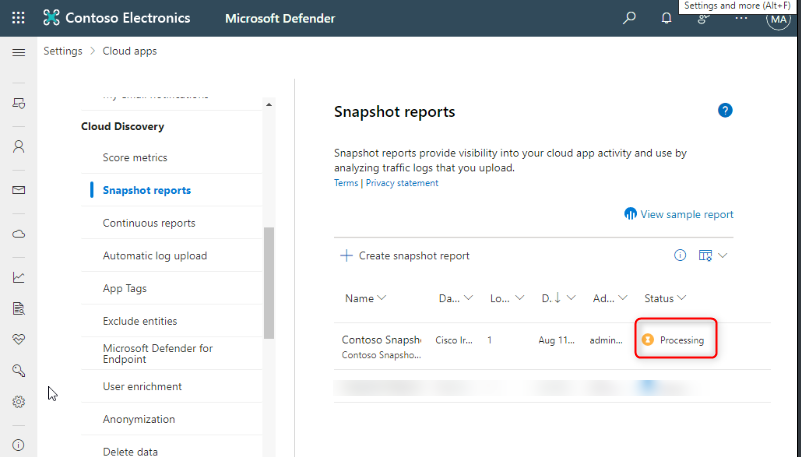 Settings and more (Alt+F)
Contoso Electronics
Microsoft Defender
MA
Settings > Cloud apps
my email notifications
Cloud Discovery
Score metrics
Snapshot reports
Continuous reports
Automatic log upload
App Tags
Exclude entities
Microsoft Defender for
Endpoint
User enrichment
Anonymization
Delete data
Snapshot reports
?
Snapshot reports provide visibility into your cloud app activity and use by
analyzing traffic logs that you upload.
Terms | Privacy statement
View sample report
Create snapshot report
Name Da... Lo... D. ↓ Ad... Status
Contoso Snapsh Cisco Ir... 1 Aug 11... admin... Processing
Contoso Snapsho...